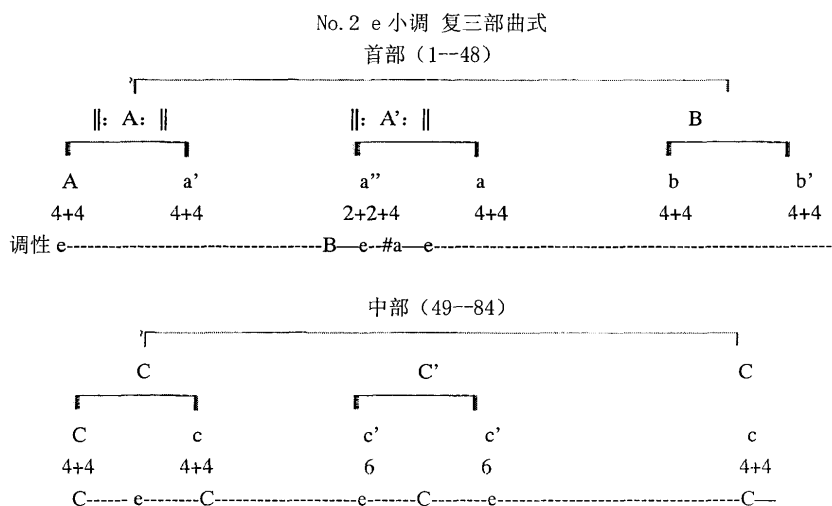 No.2 e小调 复三部曲式
首部（1--48）
‖: A: ‖ ‖: A’: ‖ B
A a’ a” a b b’
4+4 4+4 2+2+4 4+4 4+4 4+4
调性 e----------------------------------B—e--#a—e-----------------------------------------------------
中部（49--84）
C C’ C
C c c’ c’ c
4+4 4+4 6 6 4+4
C------ e-------C--------------------e-------C-------e---------------------------------C—